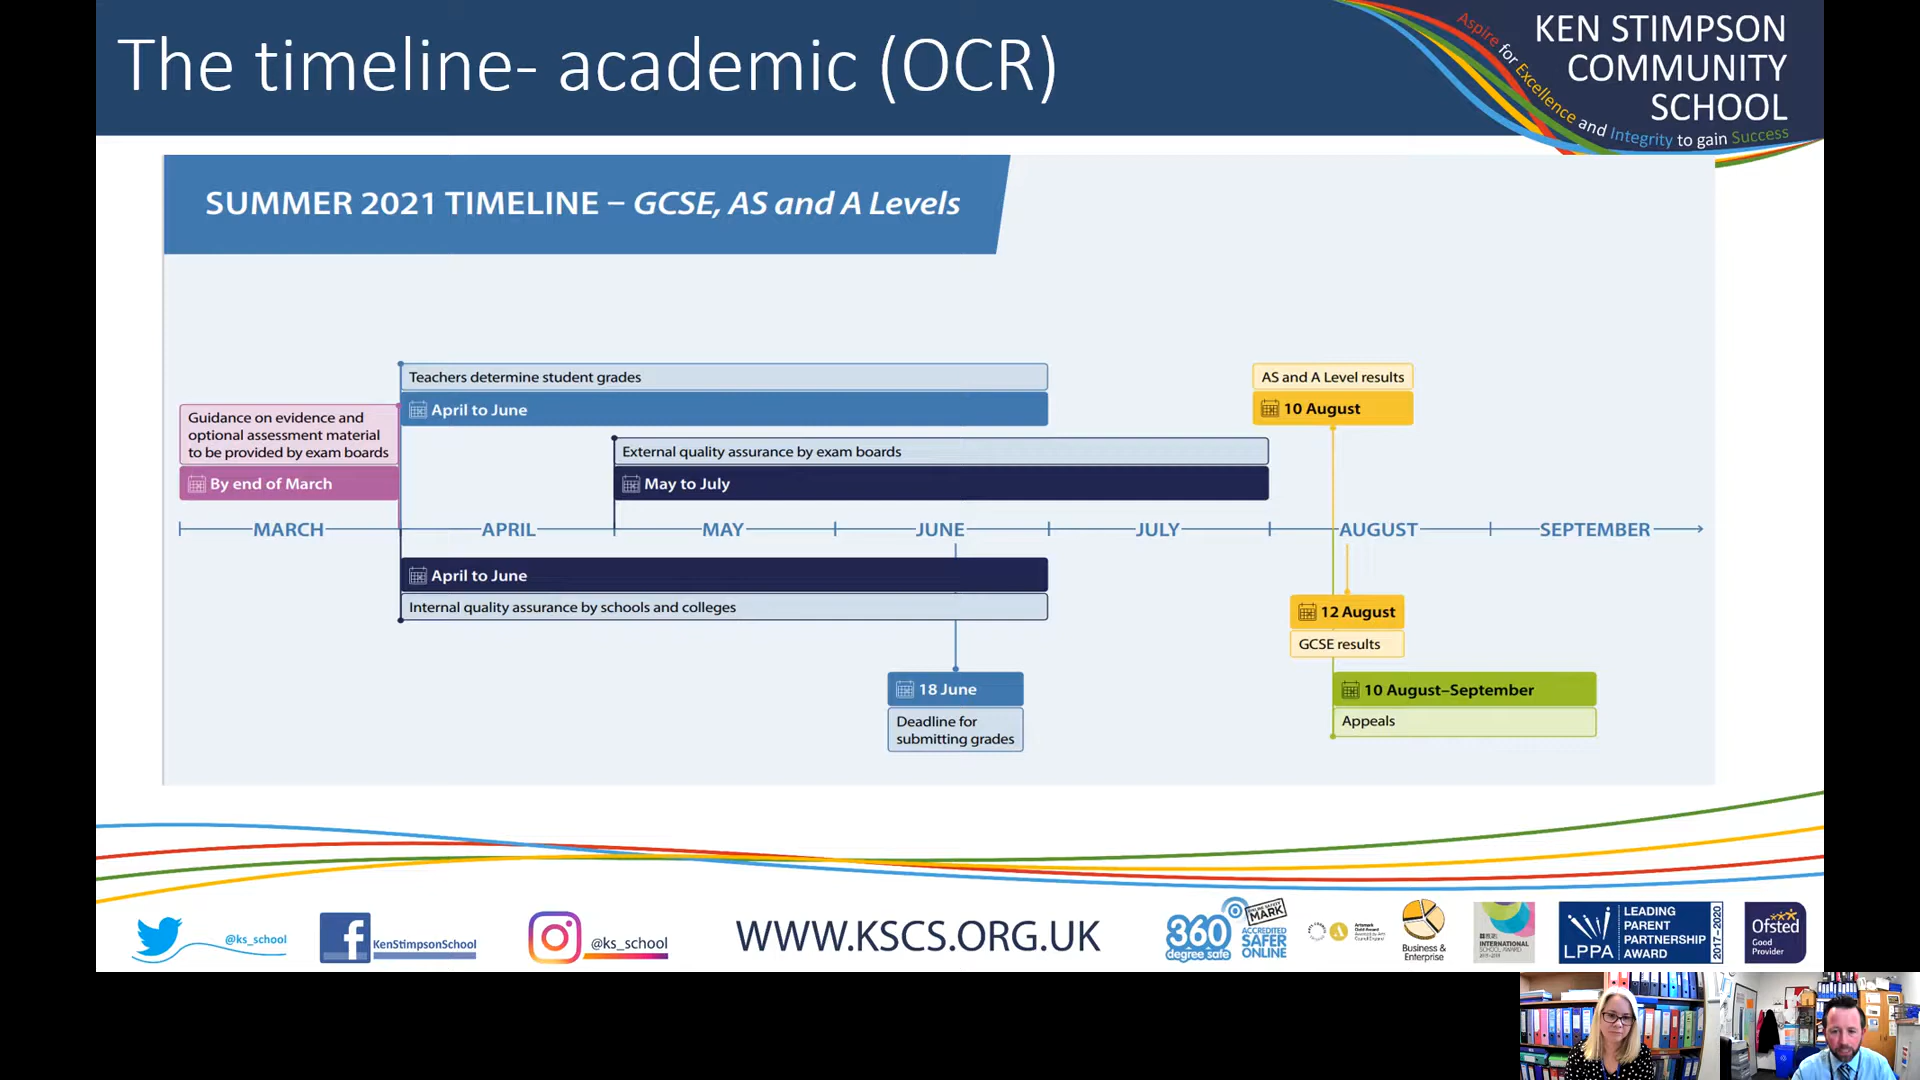 The timeline- academic (OCR)
KEN STIMPSON
COMMUNITY
SCHOOL
Aspire for Excellence and Integrity to gain Success
SUMMER 2021 TIMELINE – GCSE, AS and A Levels
Teachers determine student grades
April to June
AS and A Level results
10 August
Guidance on evidence and
optional assessment material
to be provided by exam boards
By end of March
External quality assurance by exam boards
May to July
MARCH
APRIL
MAY
JUNE
JULY
AUGUST
SEPTEMBER
April to June
Internal quality assurance by schools and colleges
12 August
GCSE results
18 June
Deadline for
submitting grades
10 August–September
Appeals
@ks_school
KenStimpsonSchool
@ks_school
WWW.KSCS.ORG.UK
360
degree safe
ONLINE SAFETY
MARK
ACCREDITED
SAFER
ONLINE
Business &
Enterprise
INTERNATIONAL
SCHOOL AWARD
LPPA
LEADING
PARENT
PARTNERSHIP
AWARD
2017-2020
Ofsted
Good
Provider